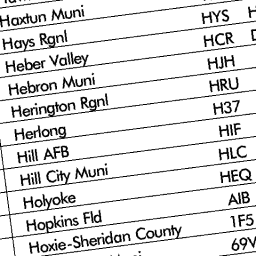 Haxtun Muni
Hays Rgnl HYS
Heber Valley HCR
Hebron Muni HJH
Herington Rgnl HRU
Herlong H37
Hill AFB HIF
Hill City Muni HLC
Holyoke HEQ
Hopkins Fld AIB
Hoxie-Sheridan County 1F5
69V